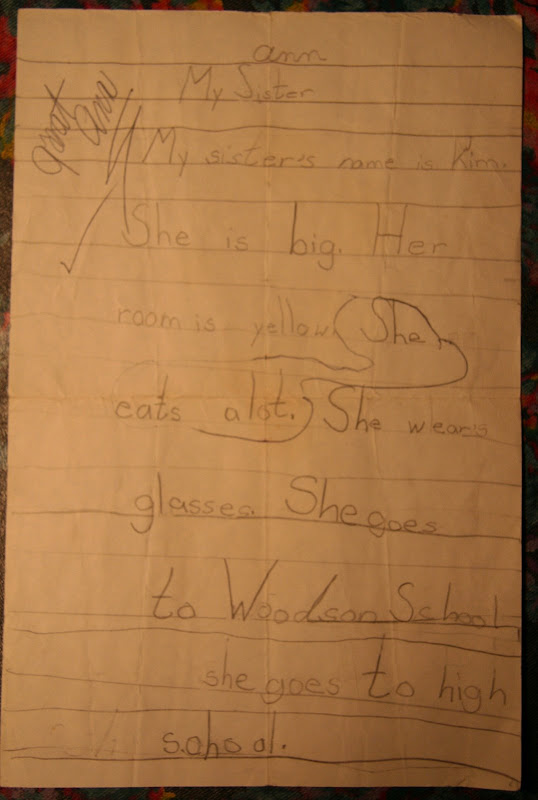 ann
My Sister
great
ann
My sister's name is Kim.
She is big. Her
room is yellow She
eats alot. She wear's
glasses. She goes
to Woodson School
she goes to high
school.